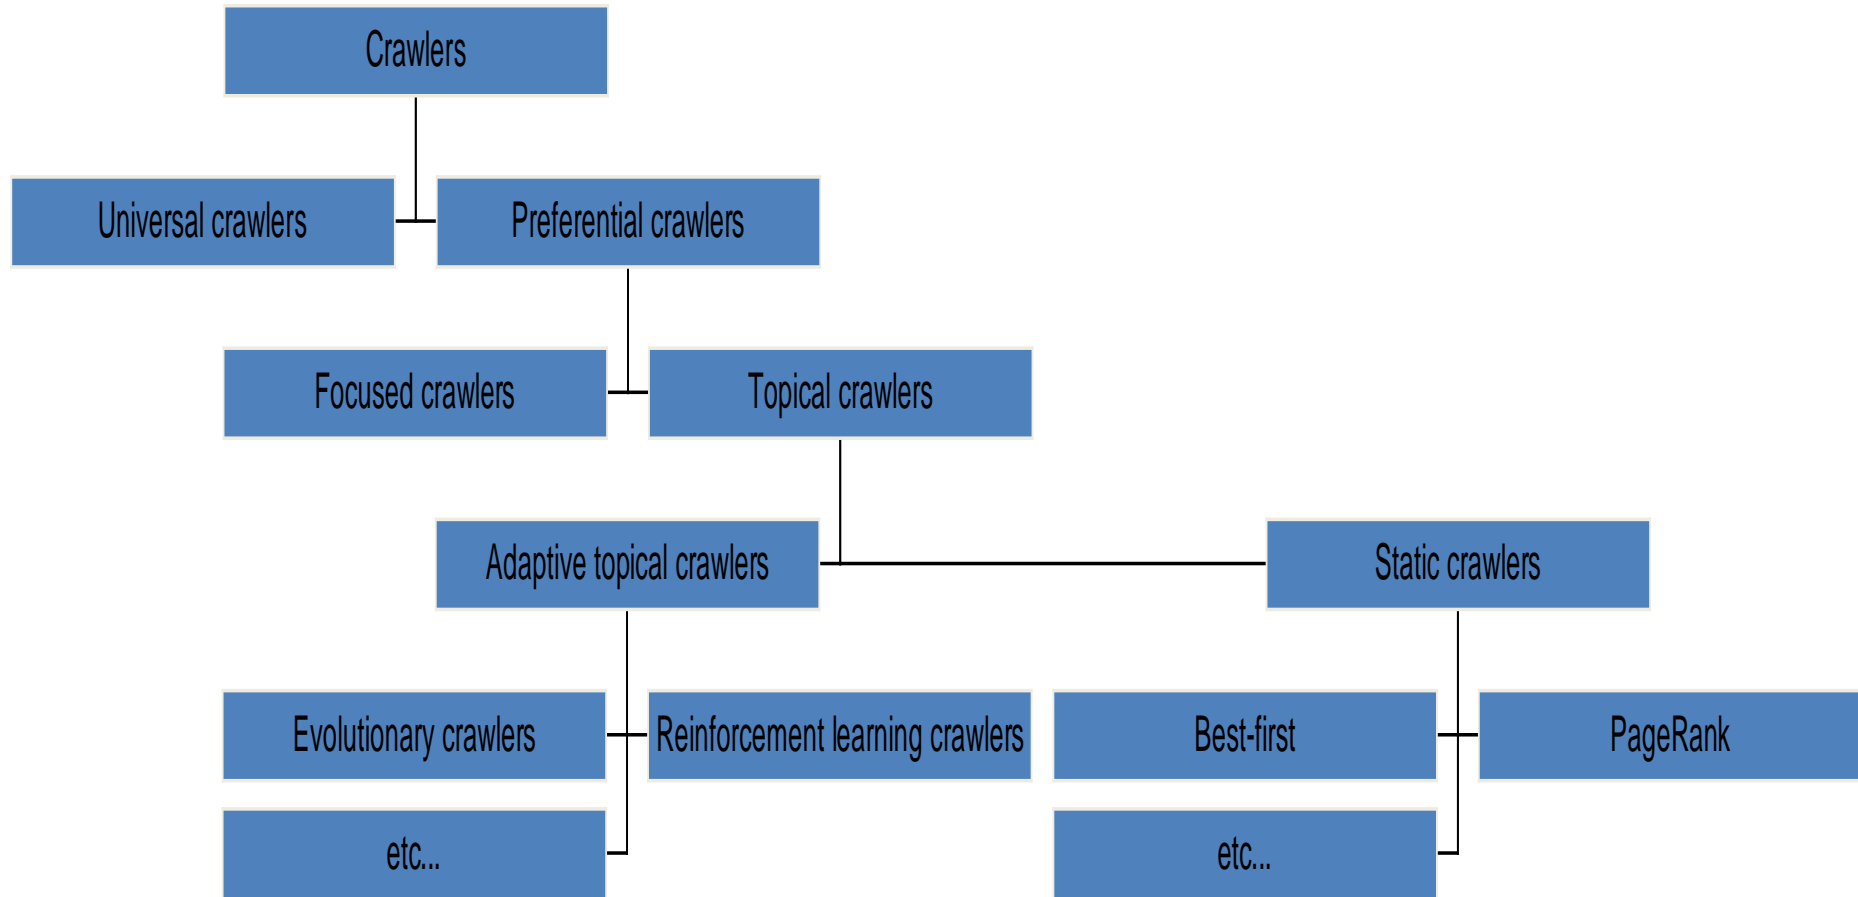 Crawlers
Universal crawlers
Preferential crawlers
Focused crawlers
Topical crawlers
Adaptive topical crawlers
Static crawlers
Evolutionary crawlers
Reinforcement learning crawlers
Best-first
PageRank
etc...
etc...